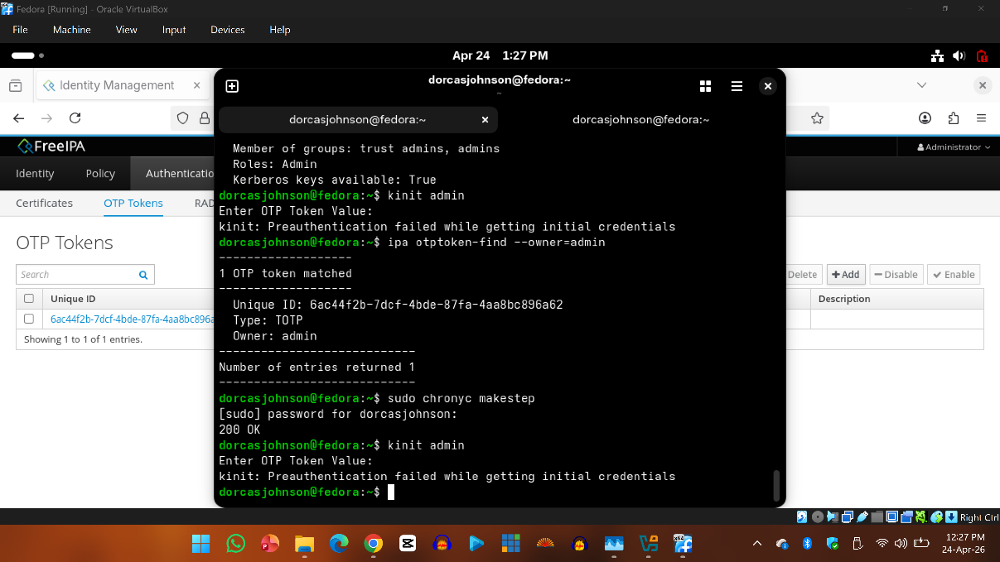 Fedora [Running] - Oracle VirtualBox
File Machine View Input Devices Help
Apr 24 1:27 PM
Identity Management
dorcasjohnson@fedora:~
~
dorcasjohnson@fedora:~
dorcasjohnson@fedora:~
FreeIPA
Administrator
Identity Policy Authenticatio
Certificates OTP Tokens RAD
OTP Tokens
Search
Delete Add Disable Enable
Unique ID Description
6ac44f2b-7dcf-4bde-87fa-4aa8bc896a
Showing 1 to 1 of 1 entries.
Member of groups: trust admins, admins
Roles: Admin
Kerberos keys available: True
dorcasjohnson@fedora:~$ kinit admin
Enter OTP Token Value:
kinit: Preauthentication failed while getting initial credentials
dorcasjohnson@fedora:~$ ipa otptoken-find --owner=admin
-------------------
1 OTP token matched
-------------------
Unique ID: 6ac44f2b-7dcf-4bde-87fa-4aa8bc896a62
Type: TOTP
Owner: admin
----------------------------
Number of entries returned 1
----------------------------
dorcasjohnson@fedora:~$ sudo chronyc makestep
[sudo] password for dorcasjohnson:
200 OK
dorcasjohnson@fedora:~$ kinit admin
Enter OTP Token Value:
kinit: Preauthentication failed while getting initial credentials
dorcasjohnson@fedora:~$
Right Ctrl
12:27 PM
24-Apr-26